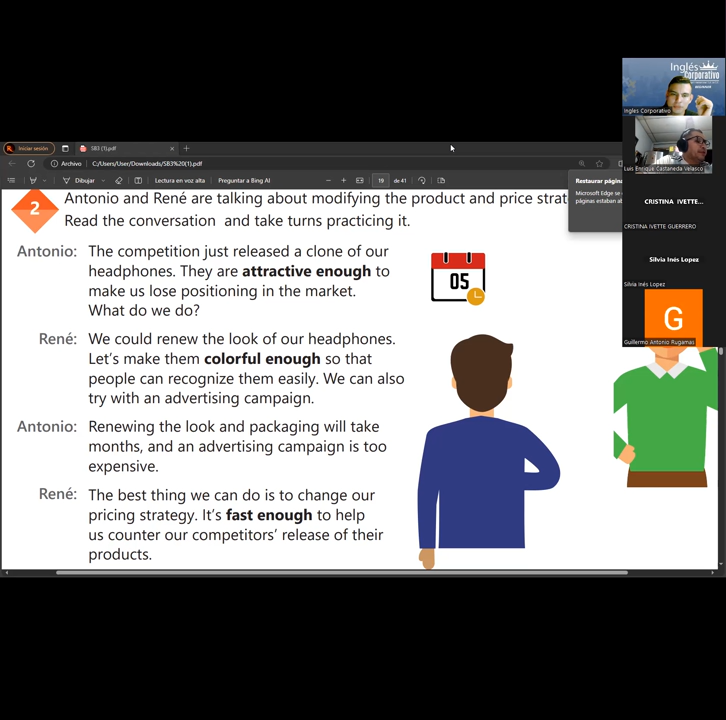 Iniciar sesión
SB3 (1).pdf
Archivo
C:/Users/User/Downloads/SB3%20(1).pdf
Dibujar
Lectura en voz alta
Preguntar a Bing AI
19
de 41
2
Antonio and René are talking about modifying the product and price strat
Read the conversation and take turns practicing it.
Antonio: The competition just released a clone of our
headphones. They are attractive enough to
make us lose positioning in the market.
What do we do?
René: We could renew the look of our headphones.
Let's make them colorful enough so that
people can recognize them easily. We can also
try with an advertising campaign.
Antonio: Renewing the look and packaging will take
months, and an advertising campaign is too
expensive.
René: The best thing we can do is to change our
pricing strategy. It's fast enough to help
us counter our competitors' release of their
products.
05
Restaurar página
Microsoft Edge se
páginas estaban a
Inglés
Corporativo
Ingles Corporativo
Luis Enrique Castaneda Velasco
CRISTINA IVETTE...
CRISTINA IVETTE GUERRERO
Silvia Inés Lopez
Silvia Inés Lopez
G
Guillermo Antonio Rugamas